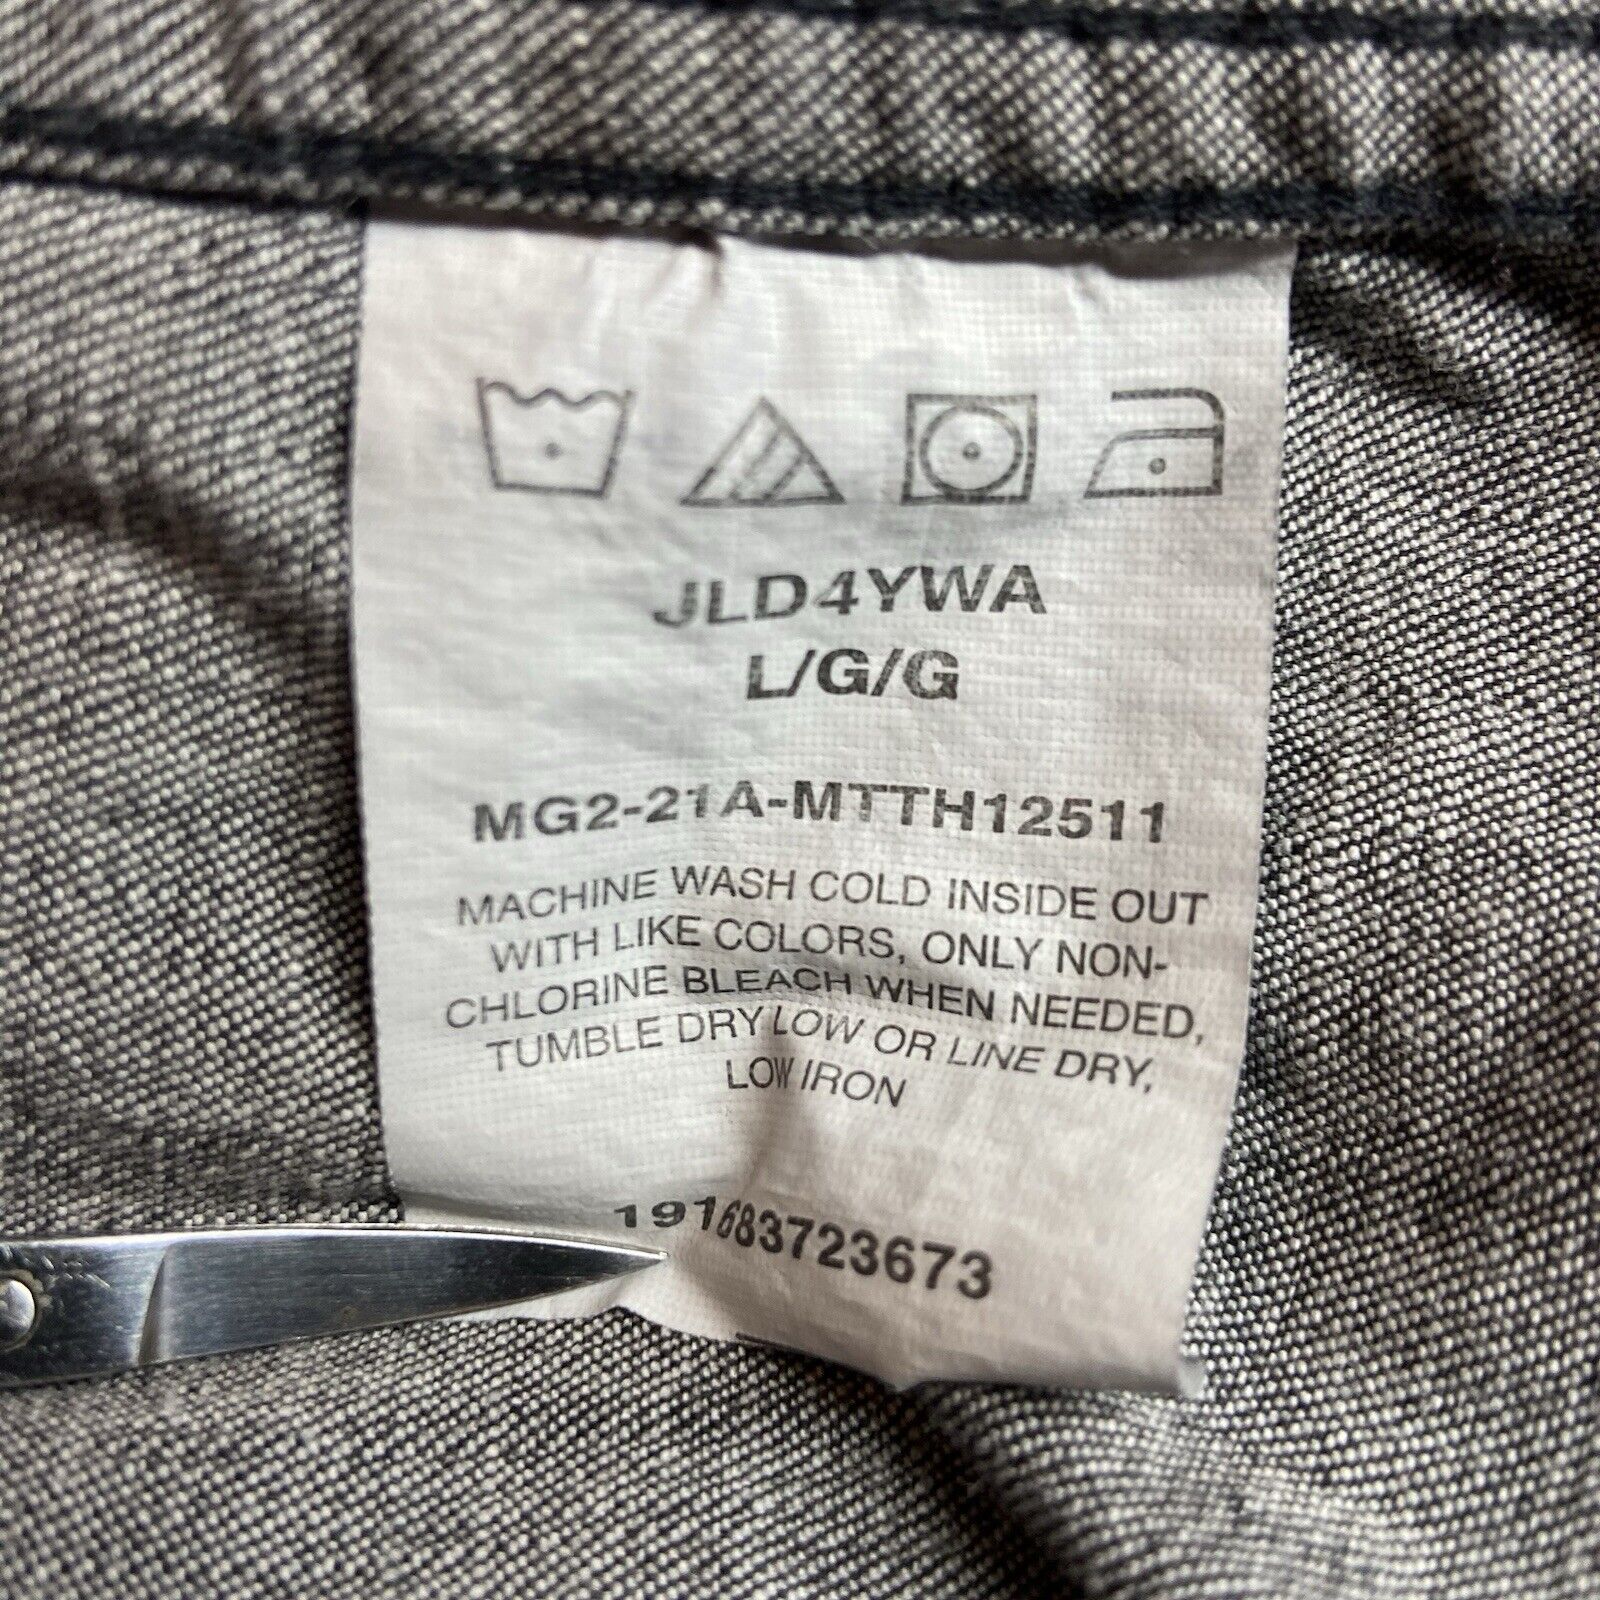 JLD4YWA
L/G/G
MG2-21A-MTTH12511
MACHINE WASH COLD INSIDE OUT
WITH LIKE COLORS, ONLY NON-
CHLORINE BLEACH WHEN NEEDED,
TUMBLE DRY LOW OR LINE DRY,
LOW IRON
191683723673